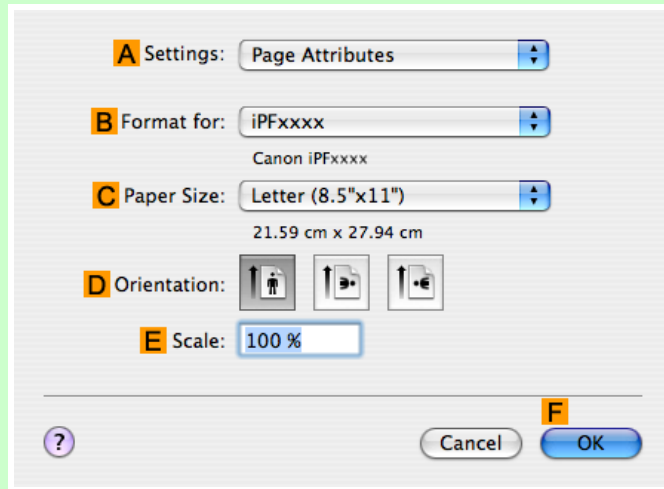 A Settings: Page Attributes
B Format for: iPFxxxx
Canon iPFxxxx
C Paper Size: Letter (8.5"x11")
21.59 cm x 27.94 cm
D Orientation:
E Scale: 100 %
F
? Cancel OK